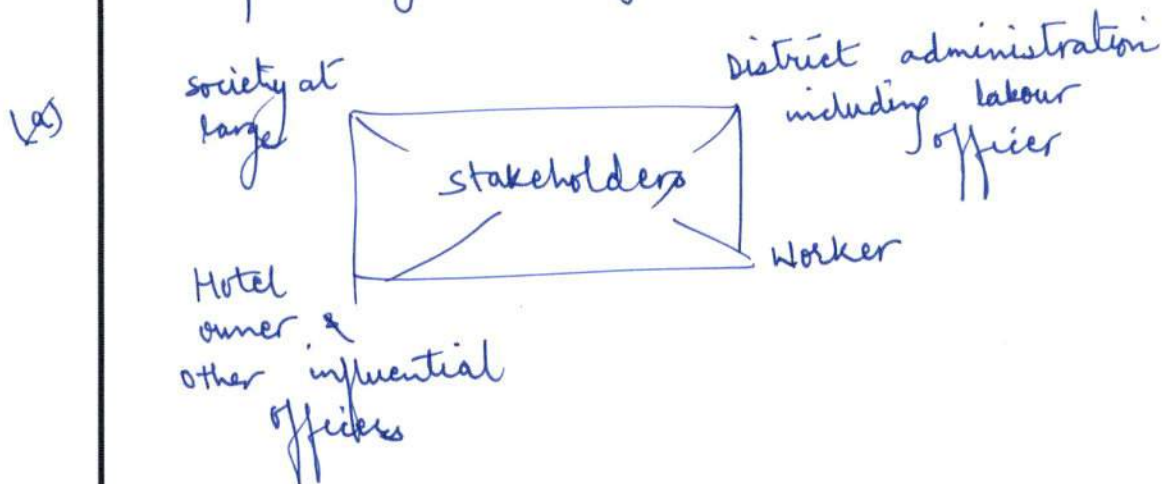 (a)
society at
large
District administration
including labour
officer
stakeholders
Worker
Hotel
owner &
other influential
officers